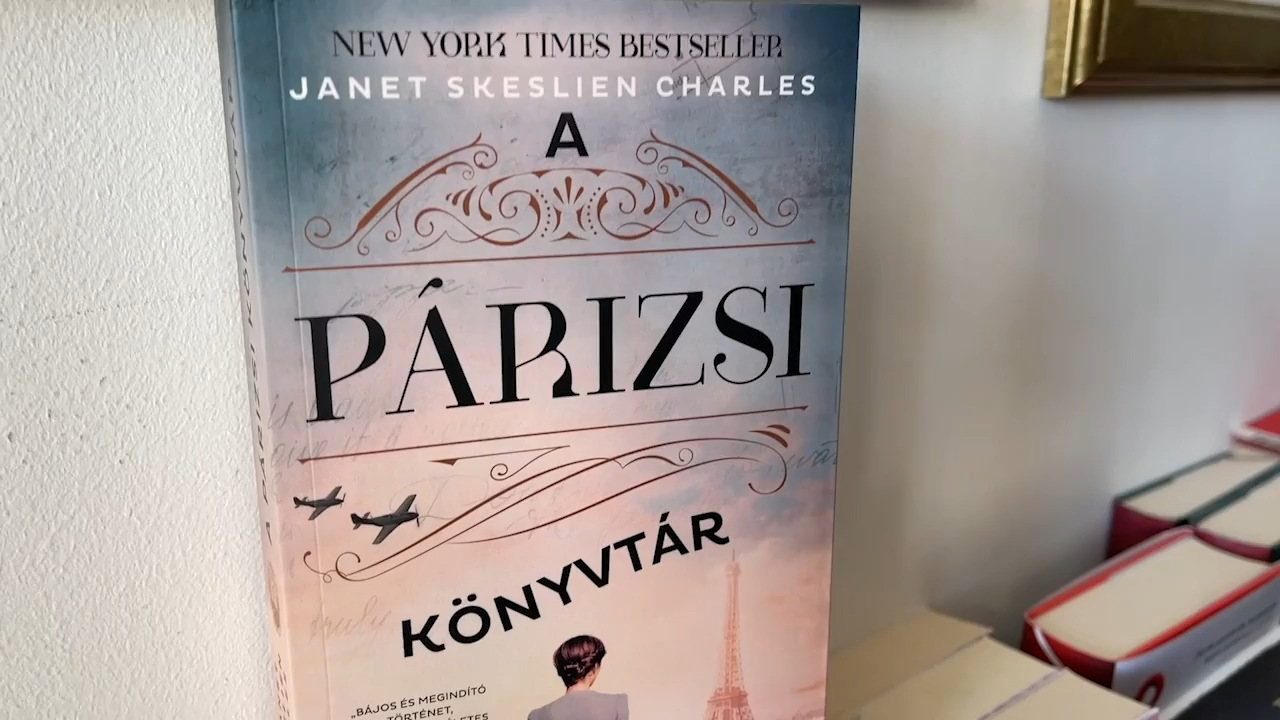 NEW YORK TIMES BESTSELLER
JANET SKESLIEN CHARLES
A
PÁRIZSI
KÖNYVTÁR
„BÁJOS ÉS MEGINDÍTÓ
TÖRTÉNET,